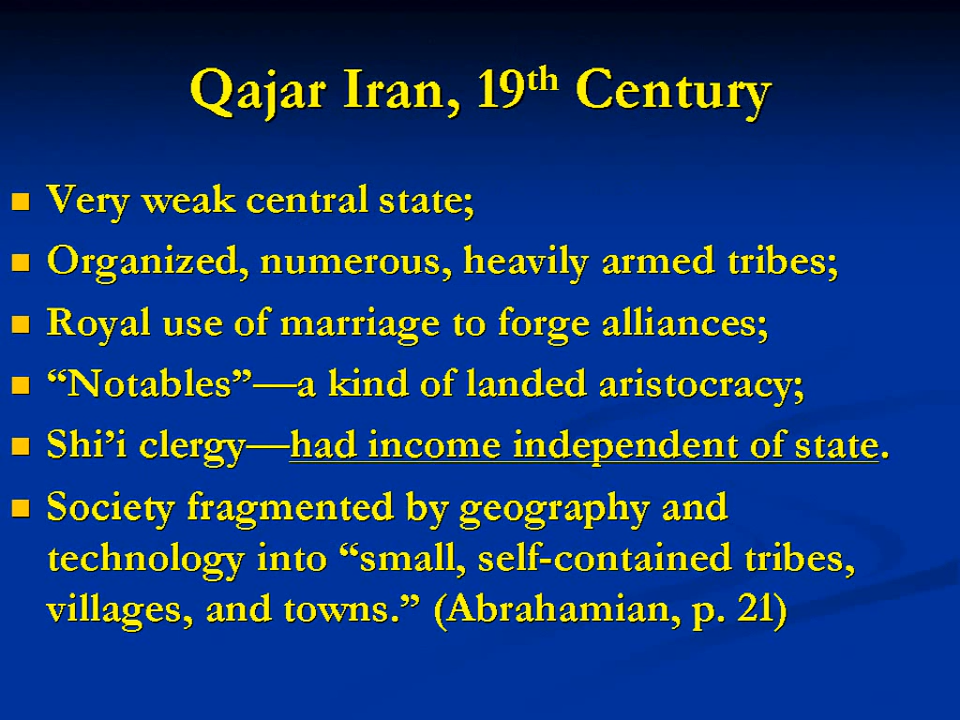 Qajar Iran, 19th Century
Very weak central state;
Organized, numerous, heavily armed tribes;
Royal use of marriage to forge alliances;
“Notables”—a kind of landed aristocracy;
Shi’i clergy—had income independent of state.
Society fragmented by geography and
technology into “small, self-contained tribes,
villages, and towns.” (Abrahamian, p. 21)